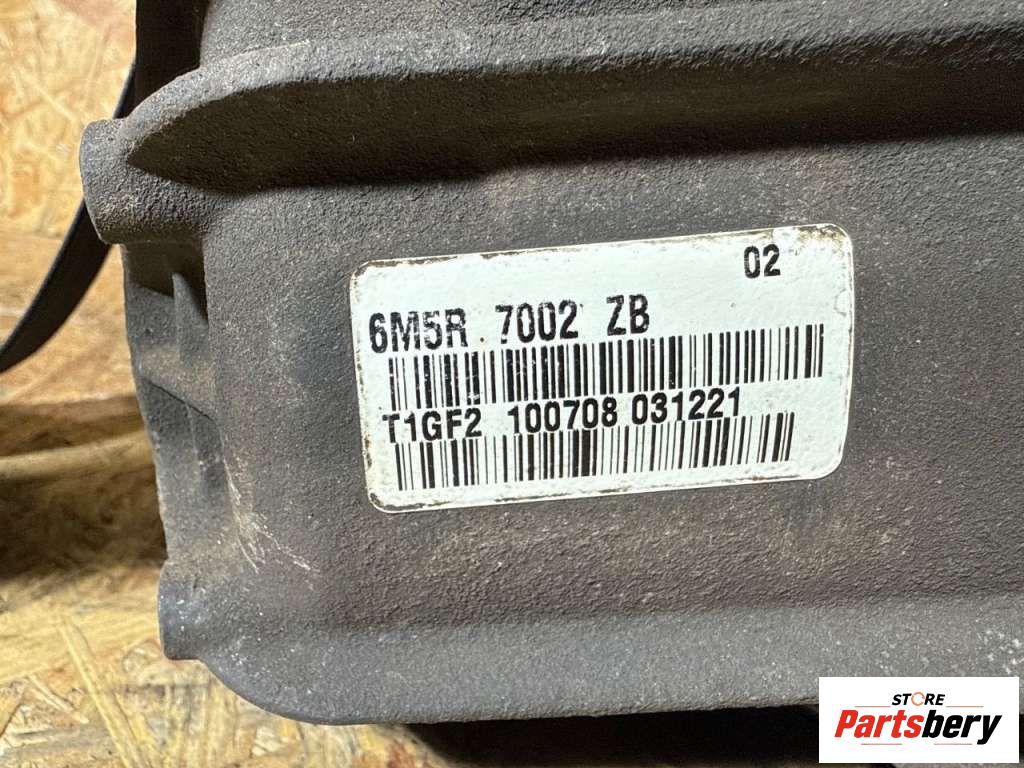 02
6M5R 7002 ZB
T1GF2 100708 031221
STORE
Partsbery